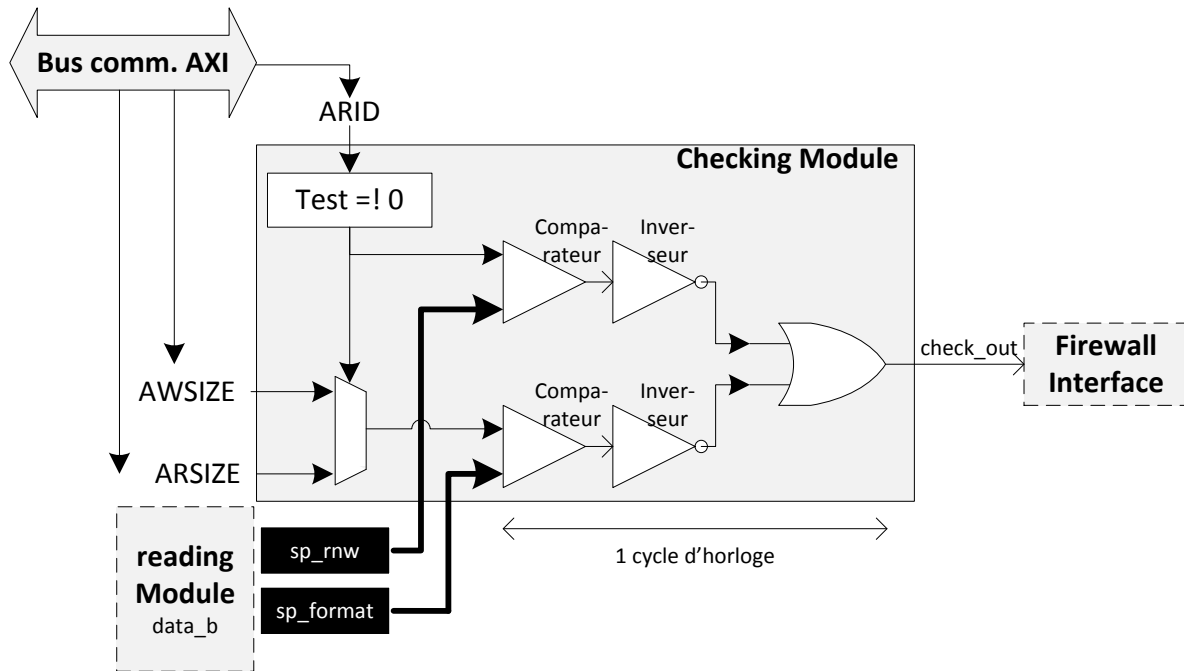 Bus comm. AXI
ARID
Checking Module
Test =! 0
Compa-
rateur
Inver-
seur
check_out
Firewall
Interface
AWSIZE
Compa-
rateur
Inver-
seur
ARSIZE
reading
Module
data_b
sp_rnw
sp_format
1 cycle d'horloge